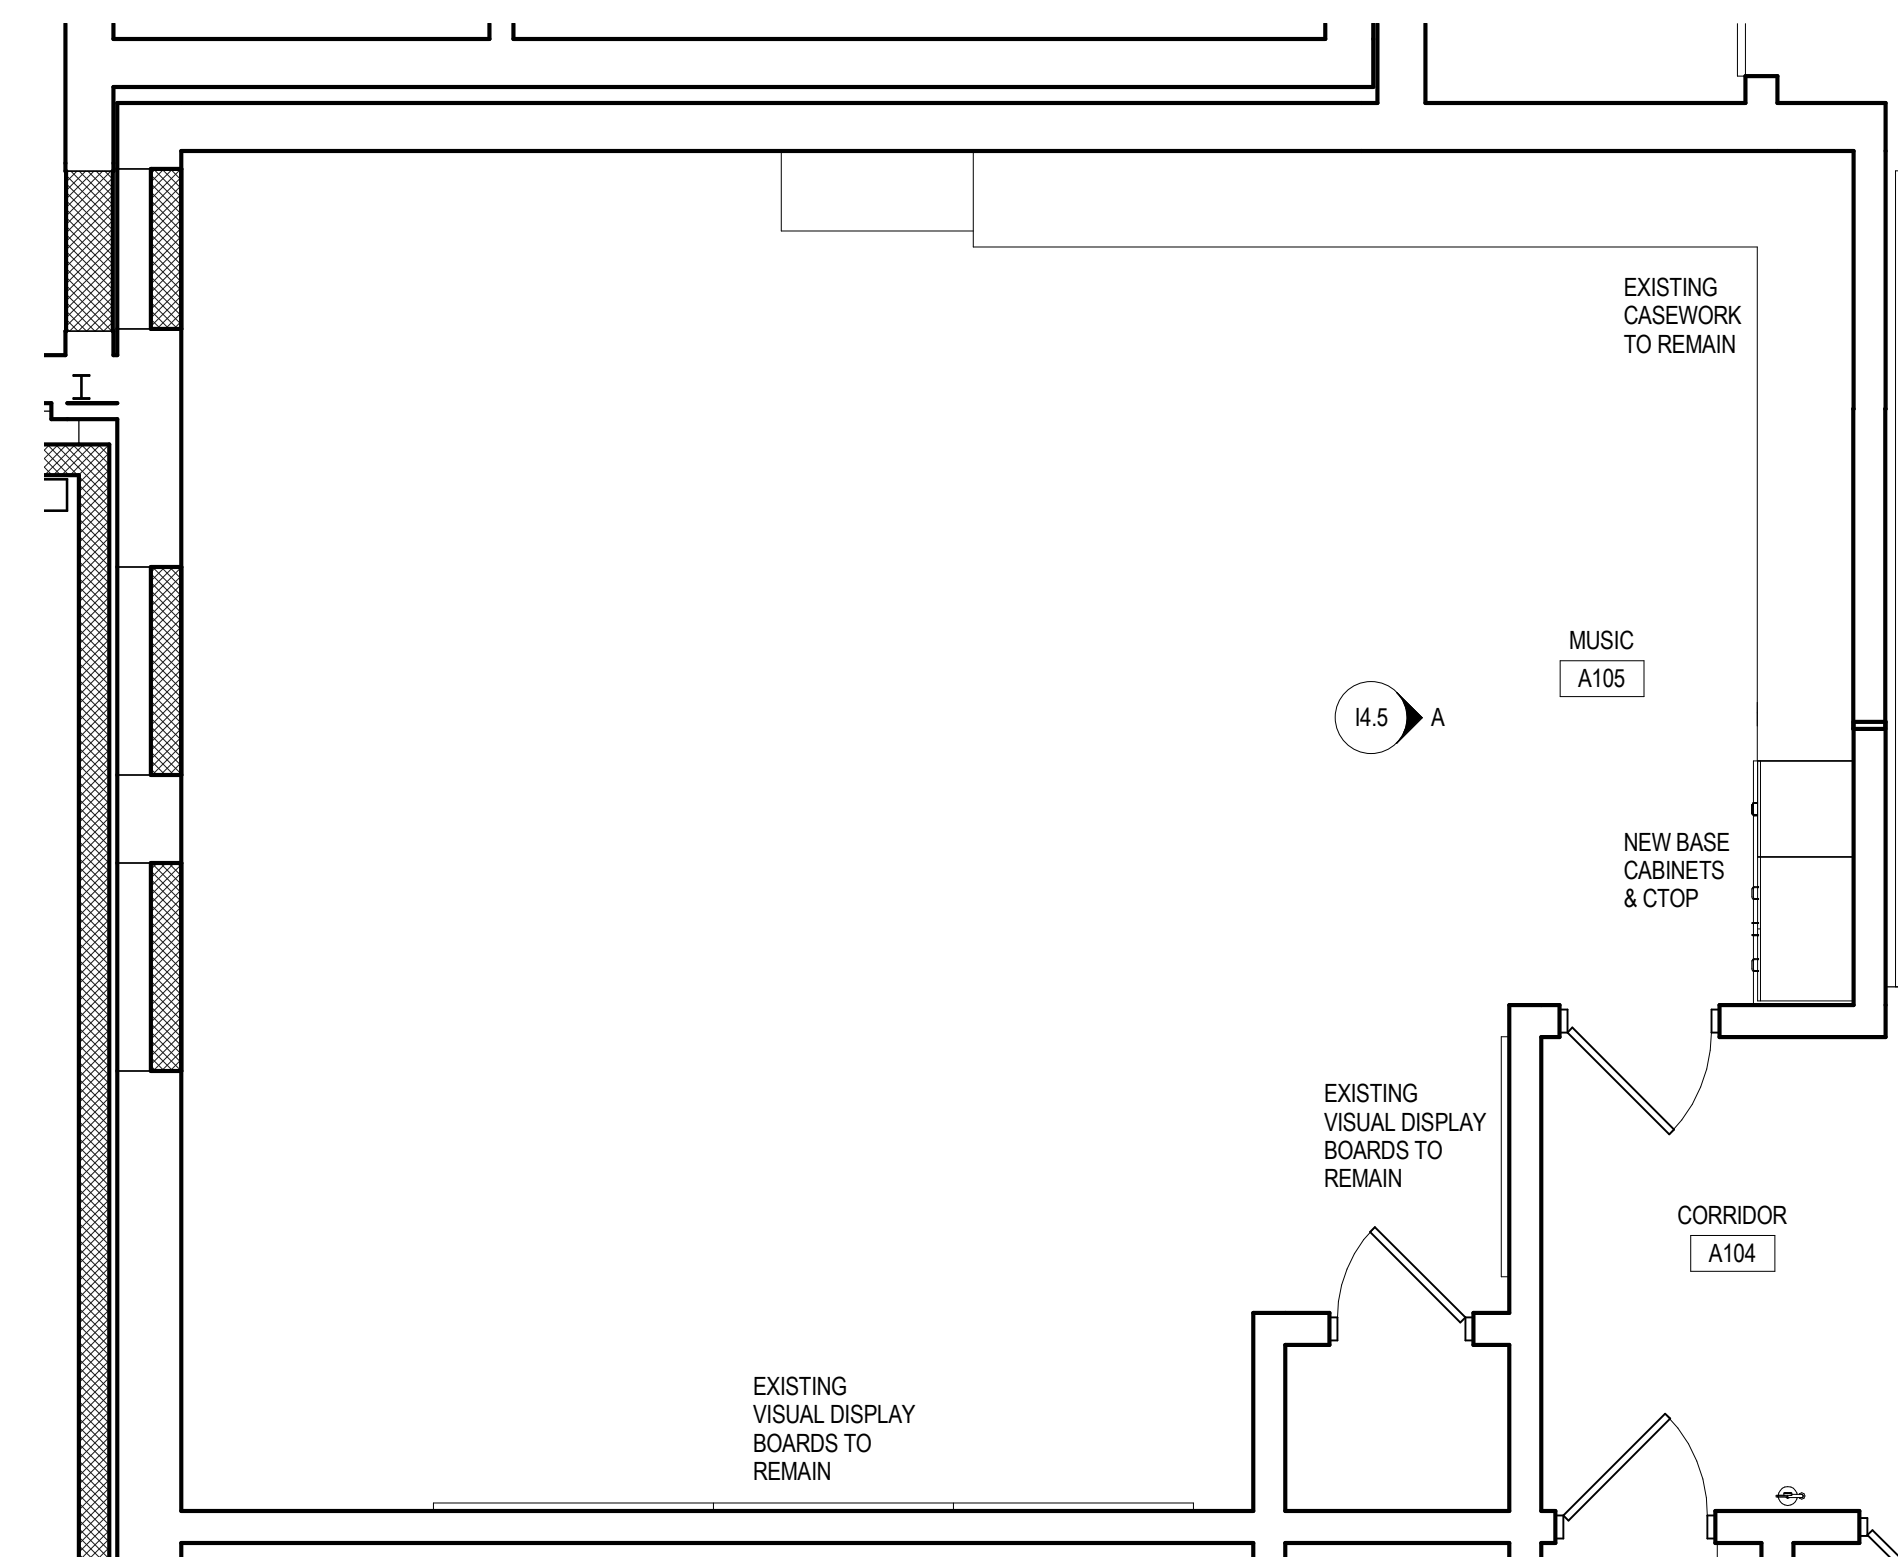 EXISTING
CASEWORK
TO REMAIN
MUSIC
A105
I4.5 A
NEW BASE
CABINETS
& CTOP
EXISTING
VISUAL DISPLAY
BOARDS TO
REMAIN
CORRIDOR
A104
EXISTING
VISUAL DISPLAY
BOARDS TO
REMAIN